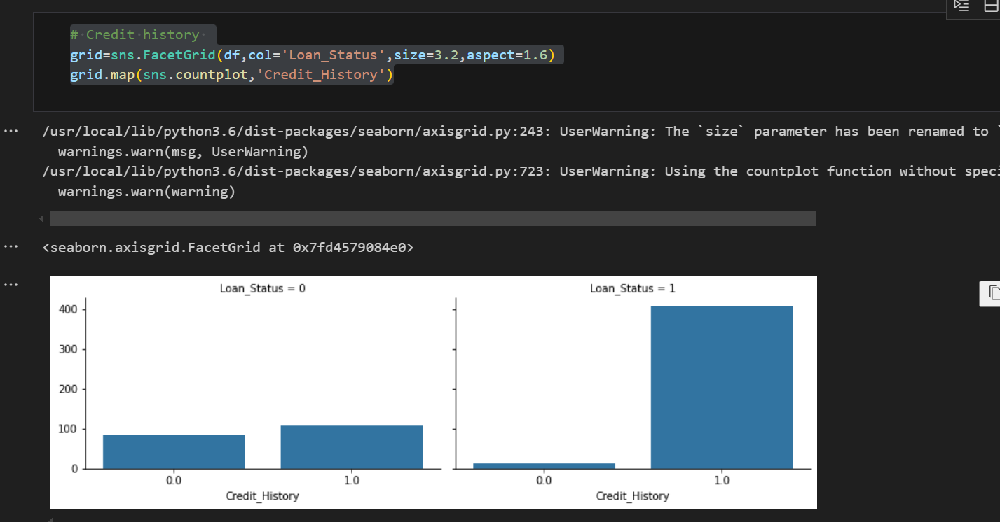 # Credit history
grid=sns.FacetGrid(df,col='Loan_Status',size=3.2,aspect=1.6)
grid.map(sns.countplot,'Credit_History')
/usr/local/lib/python3.6/dist-packages/seaborn/axisgrid.py:243: UserWarning: The `size` parameter has been renamed to `
warnings.warn(msg, UserWarning)
/usr/local/lib/python3.6/dist-packages/seaborn/axisgrid.py:723: UserWarning: Using the countplot function without speci
warnings.warn(warning)
<seaborn.axisgrid.FacetGrid at 0x7fd4579084e0>
Loan_Status = 0 Loan_Status = 1
400
300
200
100
0
0.0 1.0 0.0 1.0
Credit_History Credit_History